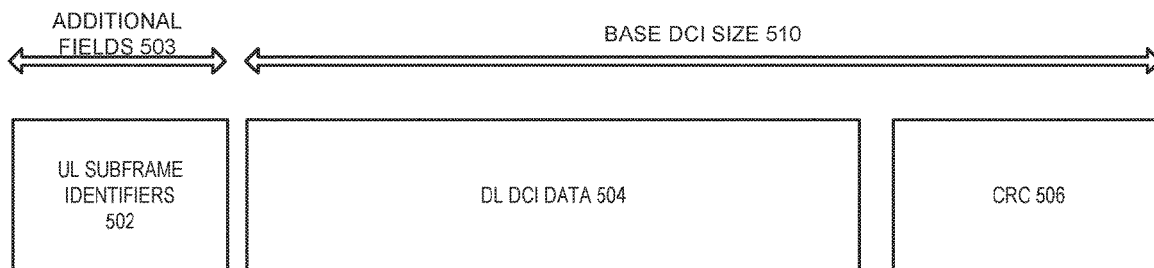 ADDITIONAL
FIELDS 503
BASE DCI SIZE 510
UL SUBFRAME
IDENTIFIERS
502
DL DCI DATA 504
CRC 506